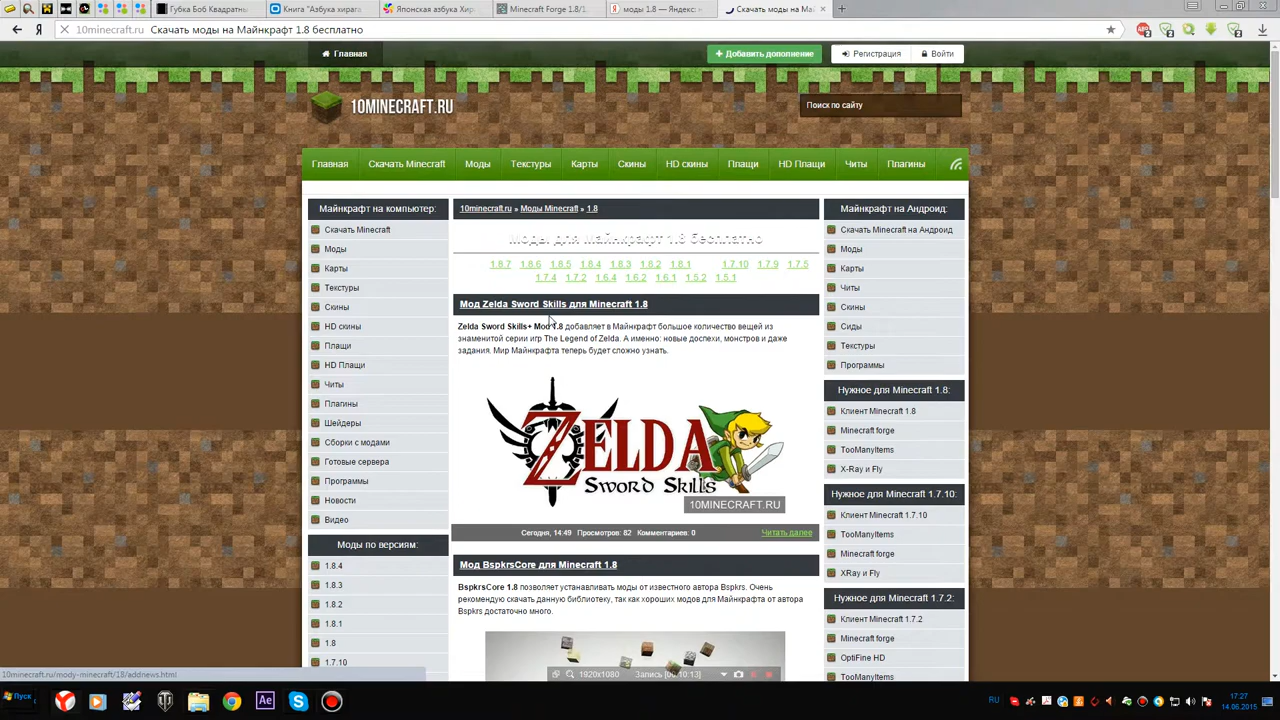 Губка Боб Квадратны
Книга "Азбука хираган
Японская азбука Хира
Minecraft Forge 1.8/1.
моды 1.8 — Яндекс: н
Скачать моды на Май
10minecraft.ru Скачать моды на Майнкрафт 1.8 бесплатно
Главная
Добавить дополнение
Регистрация
Войти
10MINECRAFT.RU
Поиск по сайту
Главная Скачать Minecraft Моды Текстуры Карты Скины HD скины Плащи HD Плащи Читы Плагины
Майнкрафт на компьютер:
Скачать Minecraft
Моды
Карты
Текстуры
Скины
HD скины
Плащи
HD Плащи
Читы
Плагины
Шейдеры
Сборки с модами
Готовые сервера
Программы
Новости
Видео
Моды по версиям:
1.8.4
1.8.3
1.8.2
1.8.1
1.8
1.7.10
10minecraft.ru » Моды Minecraft » 1.8
Моды для майнкрафт 1.8 бесплатно
1.8.7 1.8.6 1.8.5 1.8.4 1.8.3 1.8.2 1.8.1 1.7.10 1.7.9 1.7.5
1.7.4 1.7.2 1.6.4 1.6.2 1.6.1 1.5.2 1.5.1
Мод Zelda Sword Skills для Minecraft 1.8
Zelda Sword Skills+ Mod 1.8 добавляет в Майнкрафт большое количество вещей из
знаменитой серии игр The Legend of Zelda. А именно: новые доспехи, монстров и даже
задания. Мир Майнкрафта теперь будет сложно узнать.
ZELDA
Sword Skills
10MINECRAFT.RU
Сегодня, 14:49 Просмотров: 82 Комментариев: 0 Читать далее
Мод BspkrsCore для Minecraft 1.8
BspkrsCore 1.8 позволяет устанавливать моды от известного автора Bspkrs. Очень
рекомендую скачать данную библиотеку, так как хороших модов для Майнкрафта от автора
Bspkrs достаточно много.
Майнкрафт на Андроид:
Скачать Minecraft на Андроид
Моды
Карты
Читы
Скины
Сиды
Текстуры
Программы
Нужное для Minecraft 1.8:
Клиент Minecraft 1.8
Minecraft forge
TooManyItems
X-Ray и Fly
Нужное для Minecraft 1.7.10:
Клиент Minecraft 1.7.10
TooManyItems
Minecraft forge
XRay и Fly
Нужное для Minecraft 1.7.2:
Клиент Minecraft 1.7.2
Minecraft forge
OptiFine HD
TooManyItems
10minecraft.ru/mody-minecraft/18/addnews.html
1920x1080 Запись [00:10:13]
Пуск
Ae
RU
17:27
14.06.2015